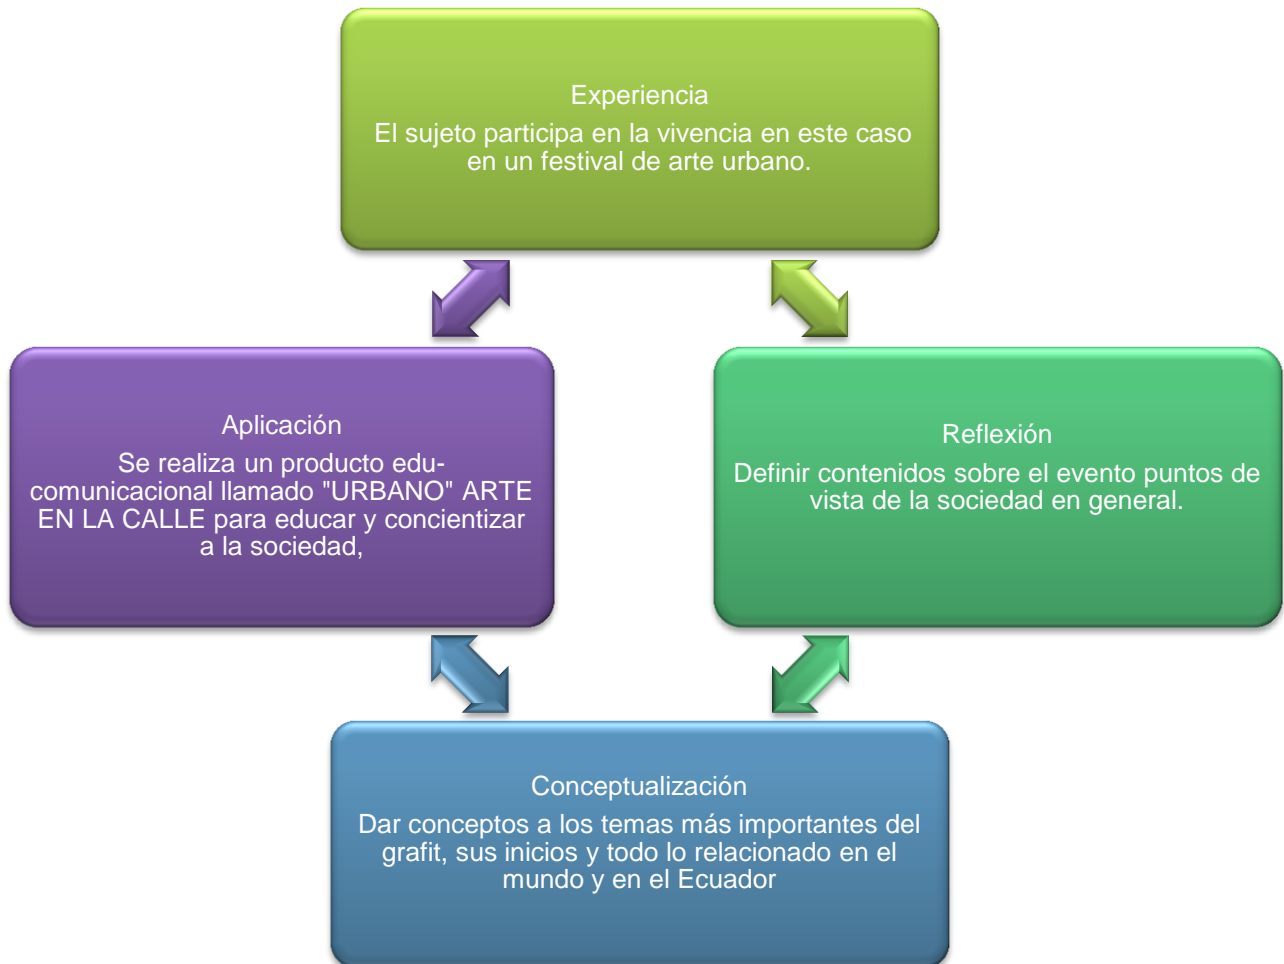 Experiencia
El sujeto participa en la vivencia en este caso
en un festival de arte urbano.
Aplicación
Se realiza un producto edu-
comunicacional llamado "URBANO" ARTE
EN LA CALLE para educar y concientizar
a la sociedad,
Reflexión
Definir contenidos sobre el evento puntos de
vista de la sociedad en general.
Conceptualización
Dar conceptos a los temas más importantes del
grafit, sus inicios y todo lo relacionado en el
mundo y en el Ecuador